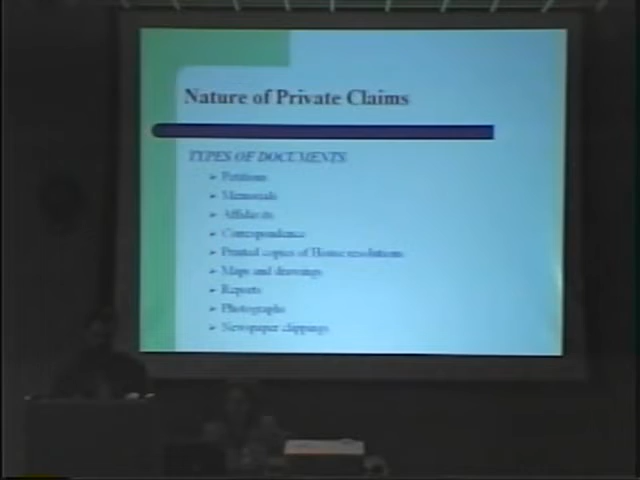 Nature of Private Claims
TYPES OF DOCUMENTS
Petitions
Memorials
Affidavits
Correspondence
Printed copies of House resolutions
Maps and drawings
Reports
Photographs
Newspaper clippings